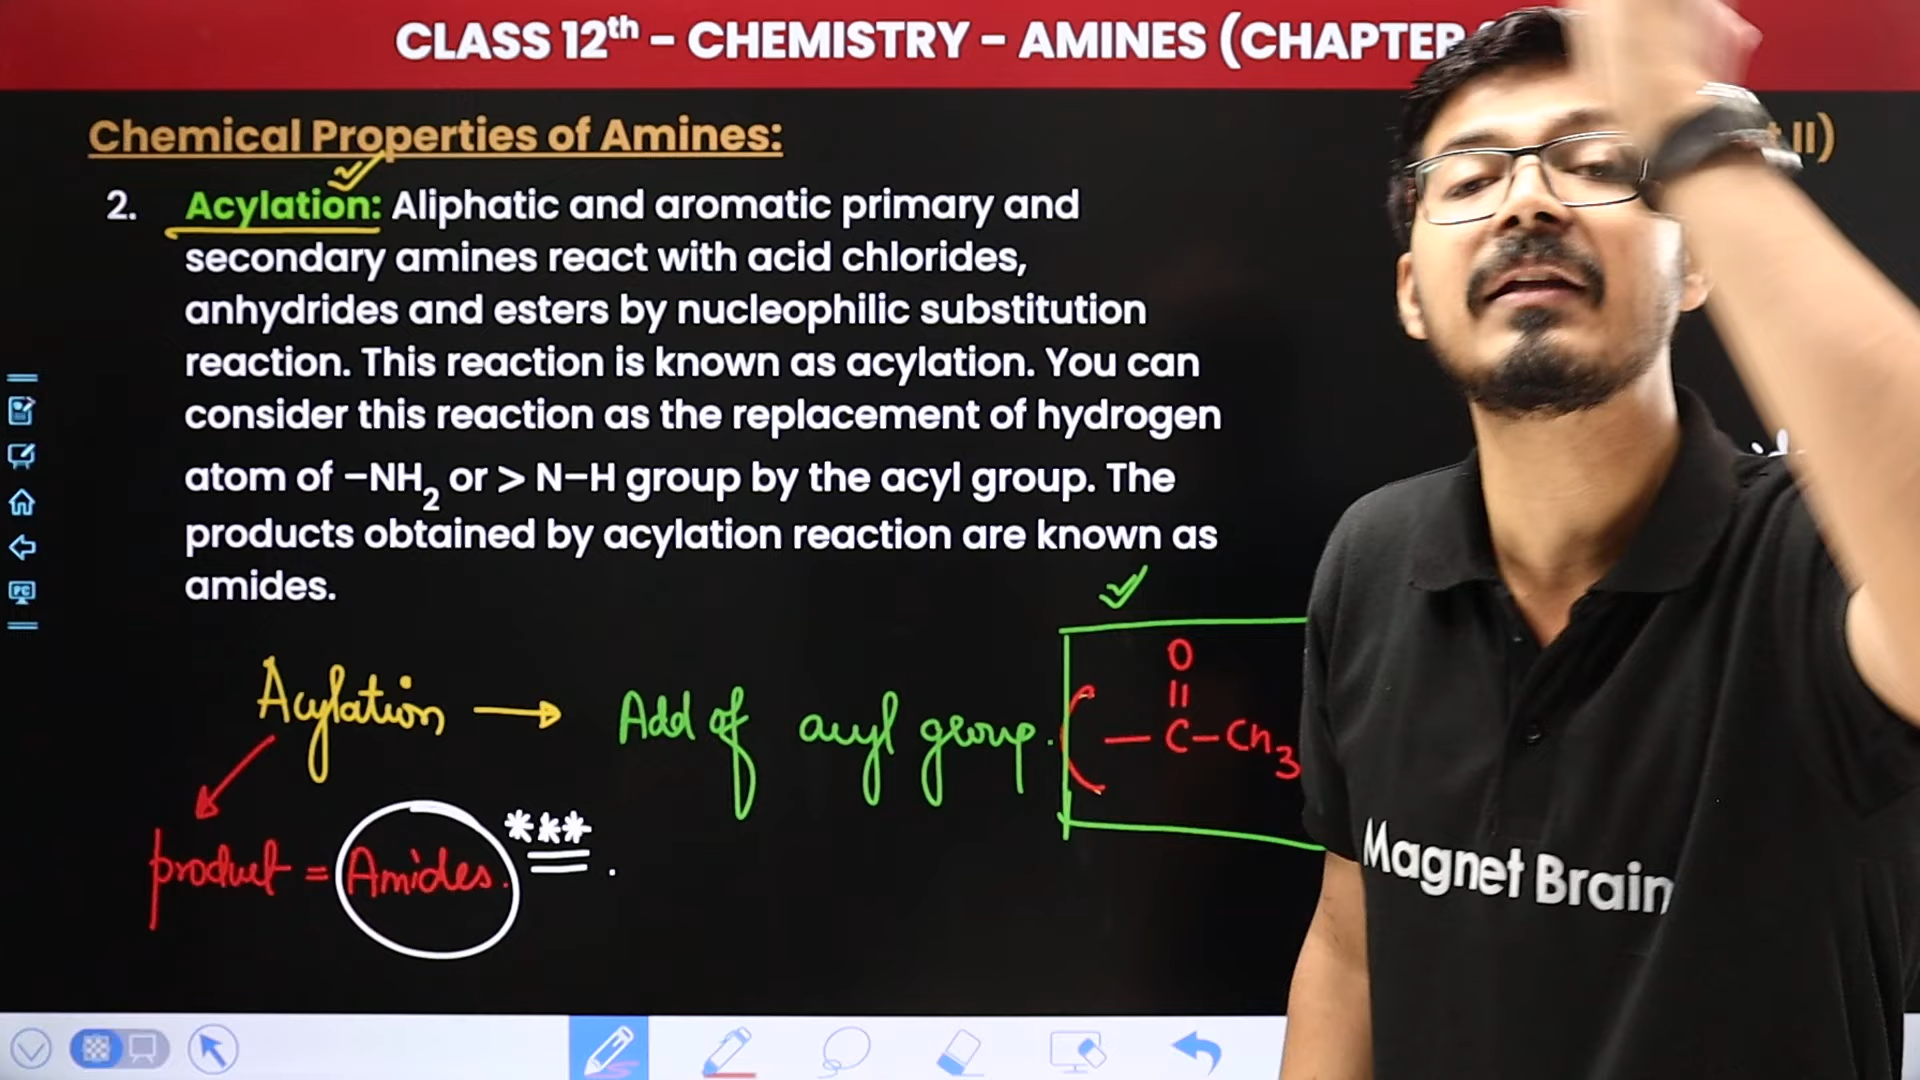 CLASS 12th - CHEMISTRY - AMINES (CHAPTER
Chemical Properties of Amines:
II)
2. Acylation: Aliphatic and aromatic primary and
secondary amines react with acid chlorides,
anhydrides and esters by nucleophilic substitution
reaction. This reaction is known as acylation. You can
consider this reaction as the replacement of hydrogen
atom of –NH2 or > N–H group by the acyl group. The
products obtained by acylation reaction are known as
amides.
O
||
Acylation → Add of acyl group. ( — C – CH3
product = Amides. *** .
PC
Magnet Brain